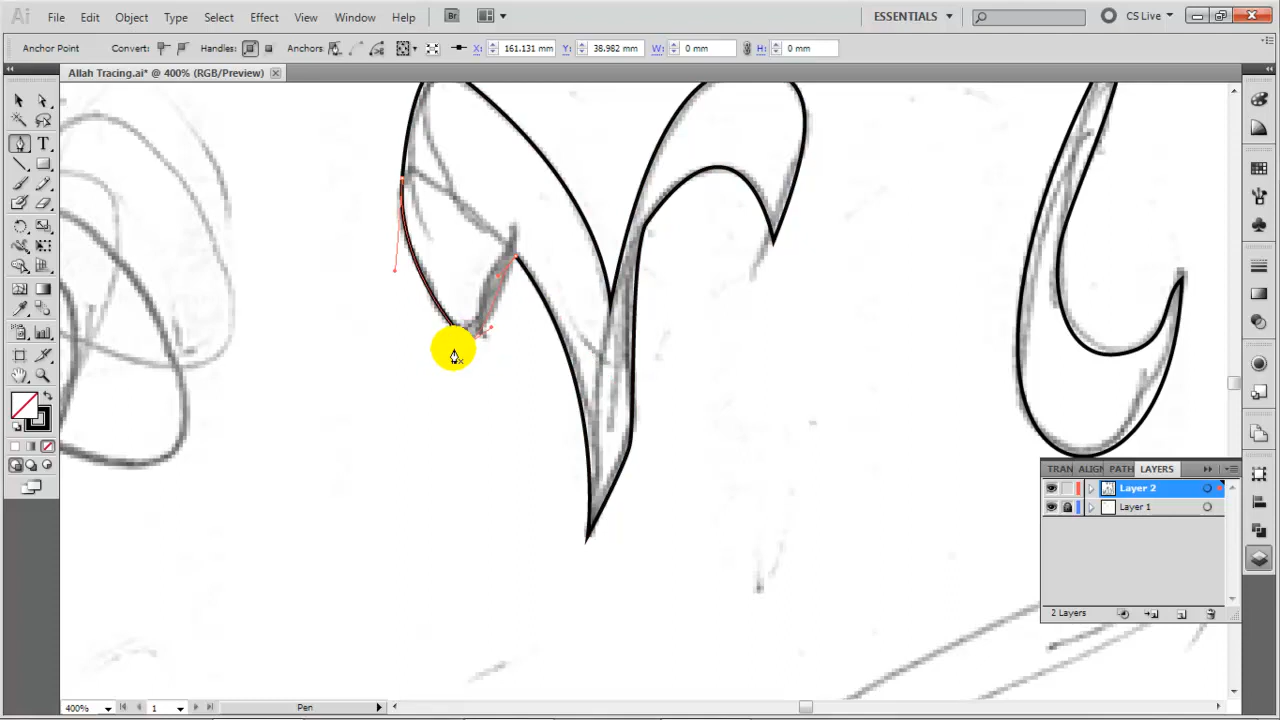 Ai File Edit Object Type Select Effect View Window Help Br ESSENTIALS CS Live
Anchor Point Convert: Handles: Anchors: X: 161.131 mm Y: 38.982 mm W: 0 mm H: 0 mm
Allah Tracing.ai* @ 400% (RGB/Preview)
TRAN ALIGN PATH LAYERS
Layer 2
Layer 1
2 Layers
400% 1 Pen